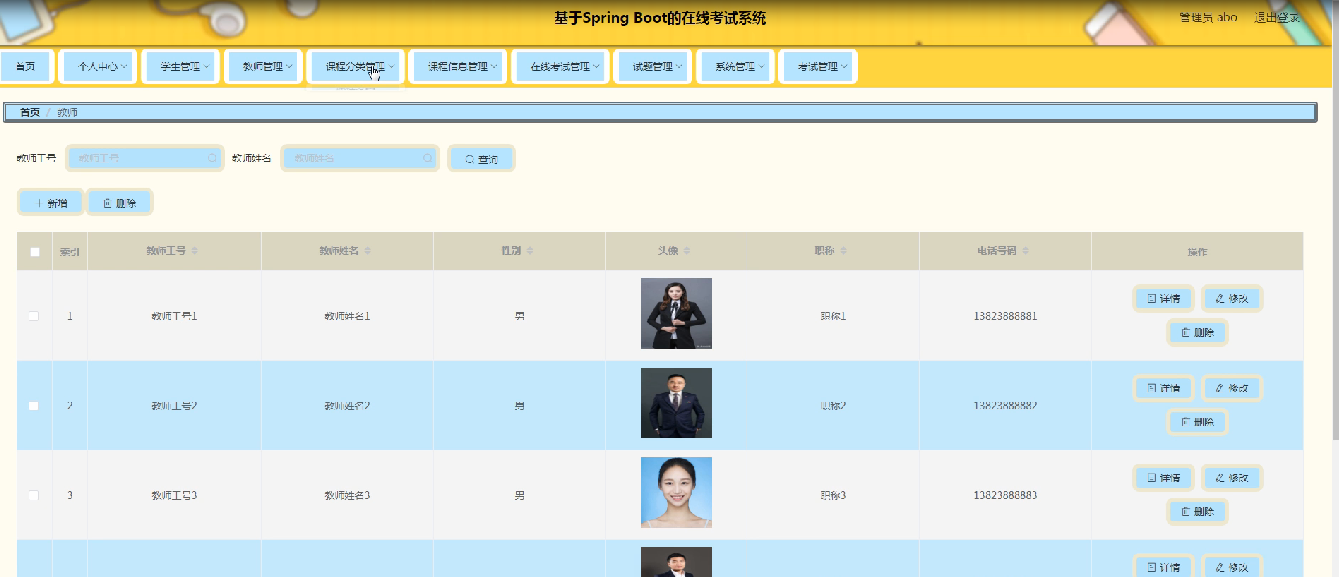 基于Spring Boot的在线考试系统
管理员 abo 退出登录
首页 个人中心 学生管理 教师管理 课程分类管理 课程信息管理 在线考试管理 试题管理 系统管理 考试管理
首页 / 教师
教师工号 教师工号 教师姓名 教师姓名 查询
新增 删除
索引 教师工号 教师姓名 性别 头像 职称 电话号码 操作
1 教师工号1 教师姓名1 男 职称1 13823888881 详情 修改
删除
2 教师工号2 教师姓名2 男 职称2 13823888882 详情 修改
删除
3 教师工号3 教师姓名3 男 职称3 13823888883 详情 修改
删除
详情 修改